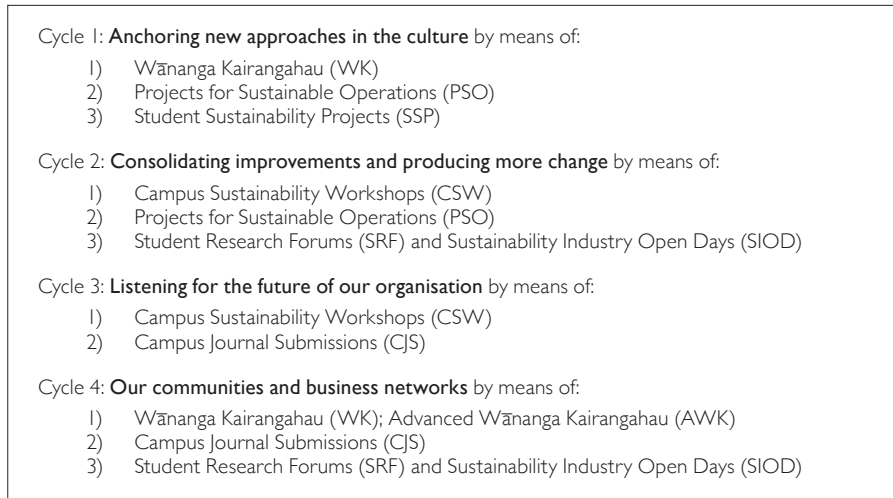 Cycle 1: Anchoring new approaches in the culture by means of:
1) Wānanga Kairangahau (WK)
2) Projects for Sustainable Operations (PSO)
3) Student Sustainability Projects (SSP)
Cycle 2: Consolidating improvements and producing more change by means of:
1) Campus Sustainability Workshops (CSW)
2) Projects for Sustainable Operations (PSO)
3) Student Research Forums (SRF) and Sustainability Industry Open Days (SIOD)
Cycle 3: Listening for the future of our organisation by means of:
1) Campus Sustainability Workshops (CSW)
2) Campus Journal Submissions (CJS)
Cycle 4: Our communities and business networks by means of:
1) Wānanga Kairangahau (WK); Advanced Wānanga Kairangahau (AWK)
2) Campus Journal Submissions (CJS)
3) Student Research Forums (SRF) and Sustainability Industry Open Days (SIOD)